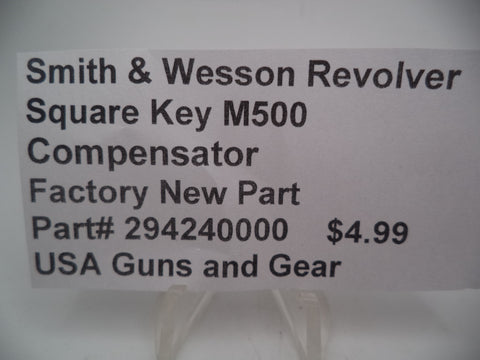 Smith & Wesson Revolver
Square Key M500
Compensator
Factory New Part
Part# 294240000 $4.99
USA Guns and Gear